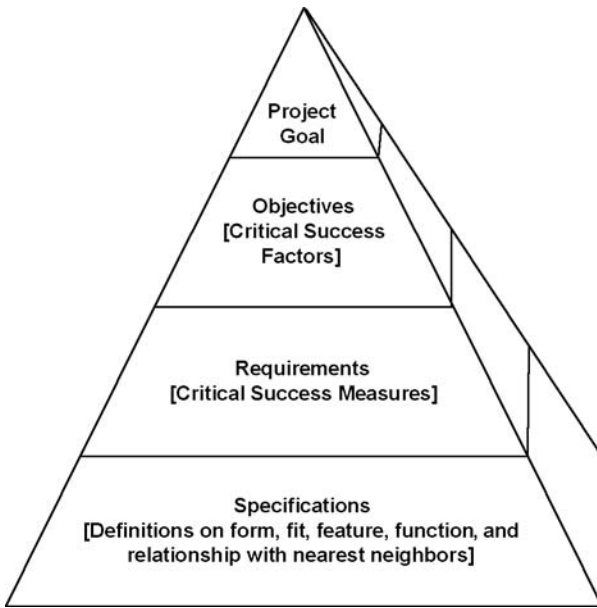 Project
Goal
Objectives
[Critical Success
Factors]
Requirements
[Critical Success Measures]
Specifications
[Definitions on form, fit, feature, function, and
relationship with nearest neighbors]